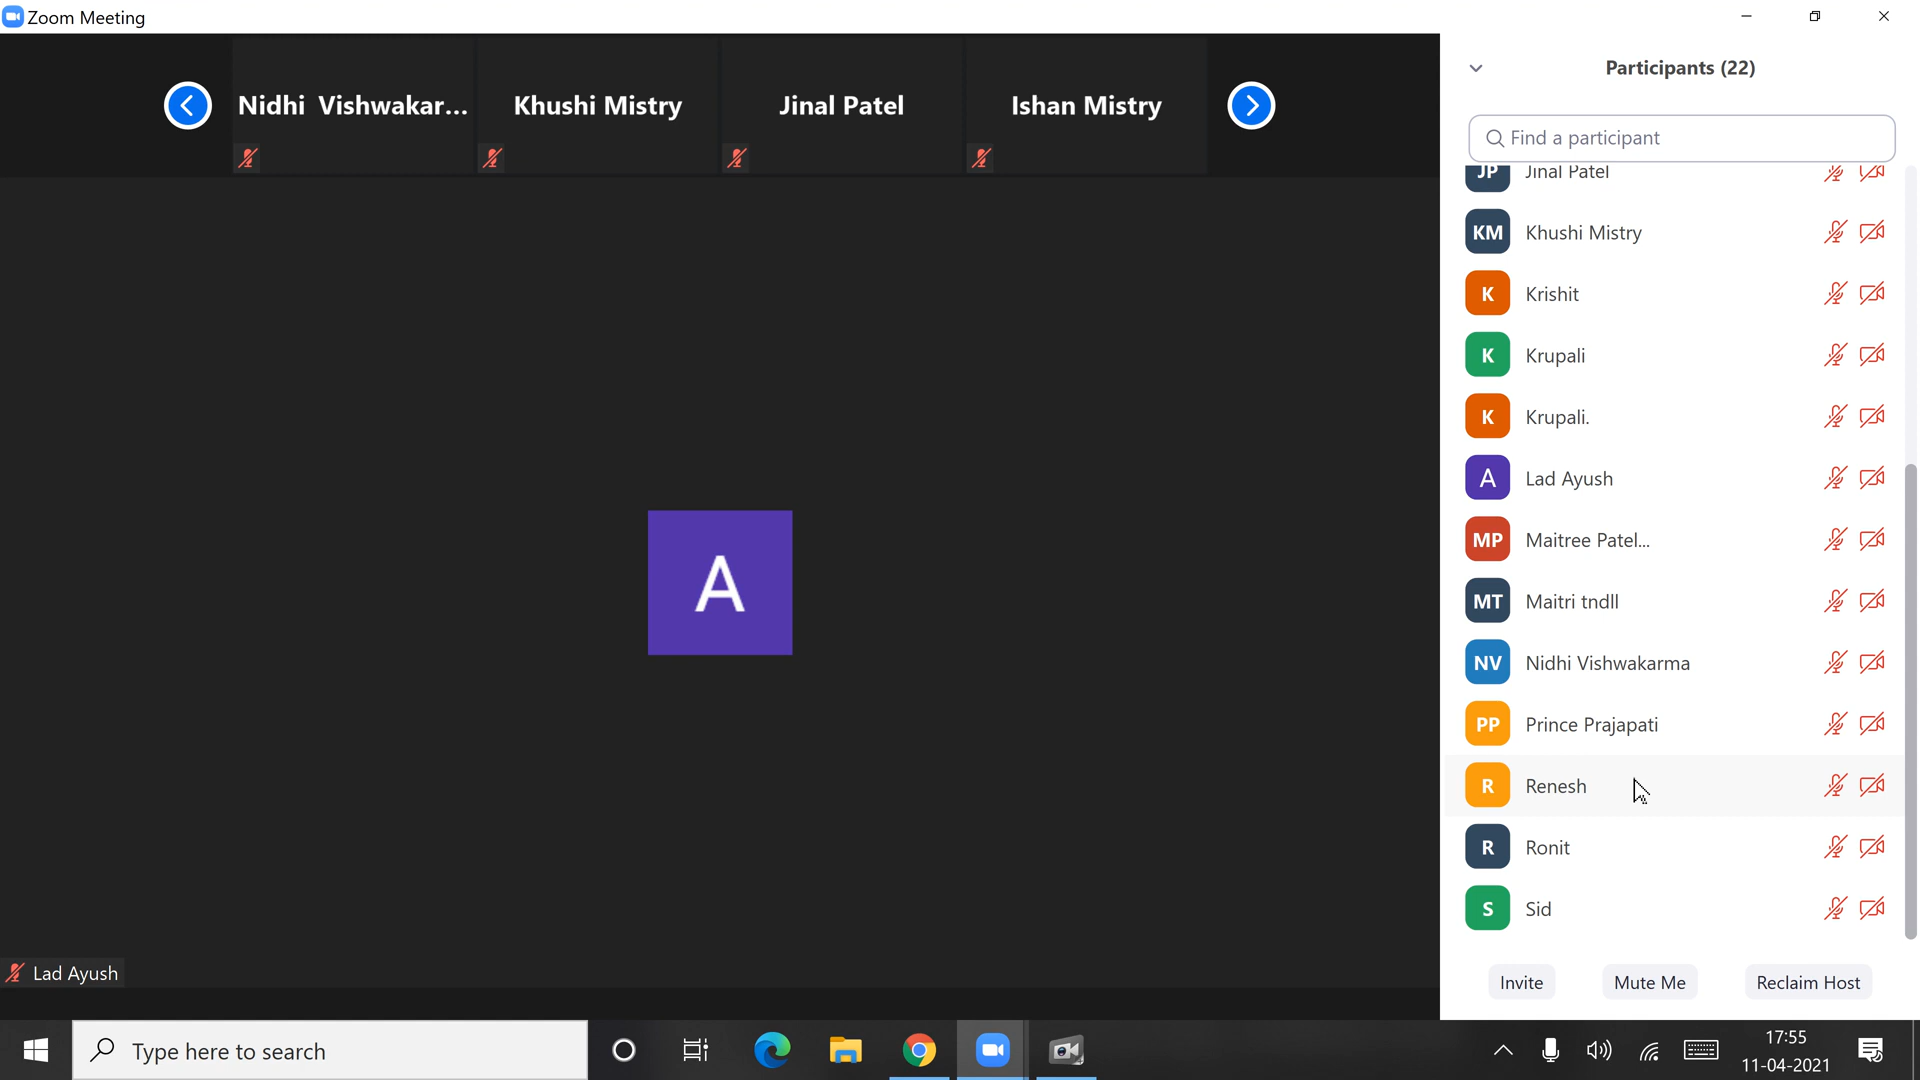 Zoom Meeting
Nidhi Vishwakar...
Khushi Mistry
Jinal Patel
Ishan Mistry
A
Lad Ayush
Participants (22)
Find a participant
JP Jinal Patel
KM Khushi Mistry
K Krishit
K Krupali
K Krupali.
A Lad Ayush
MP Maitree Patel...
MT Maitri tndll
NV Nidhi Vishwakarma
PP Prince Prajapati
R Renesh
R Ronit
S Sid
Invite
Mute Me
Reclaim Host
Type here to search
17:55
11-04-2021